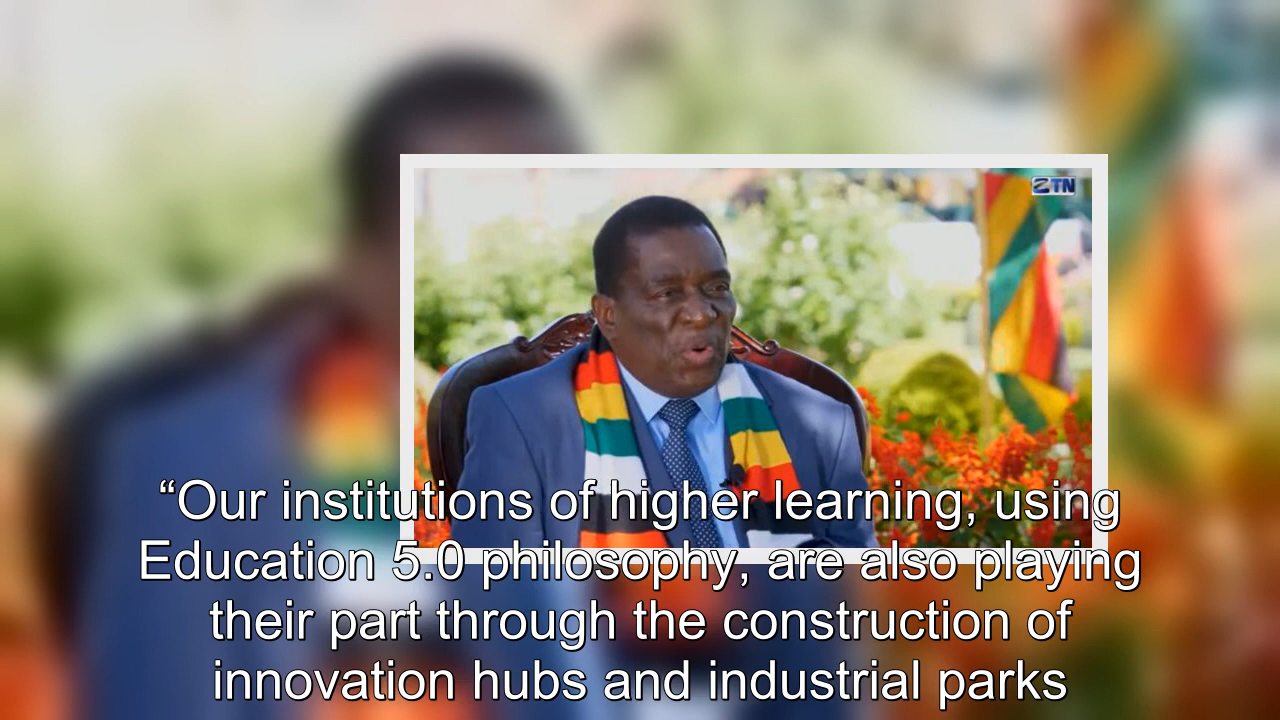 ZTN
“Our institutions of higher learning, using
Education 5.0 philosophy, are also playing
their part through the construction of
innovation hubs and industrial parks